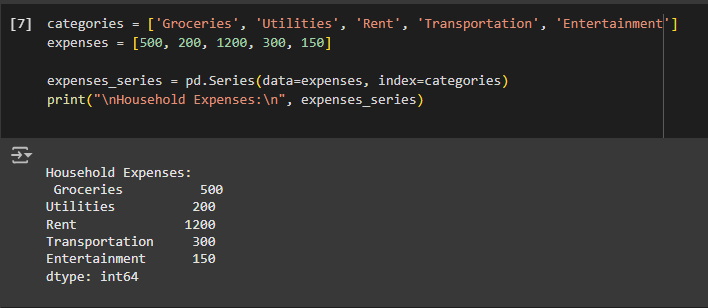 [7] categories = ['Groceries', 'Utilities', 'Rent', 'Transportation', 'Entertainment']
expenses = [500, 200, 1200, 300, 150]
expenses_series = pd.Series(data=expenses, index=categories)
print("\nHousehold Expenses:\n", expenses_series)
Household Expenses:
Groceries 500
Utilities 200
Rent 1200
Transportation 300
Entertainment 150
dtype: int64